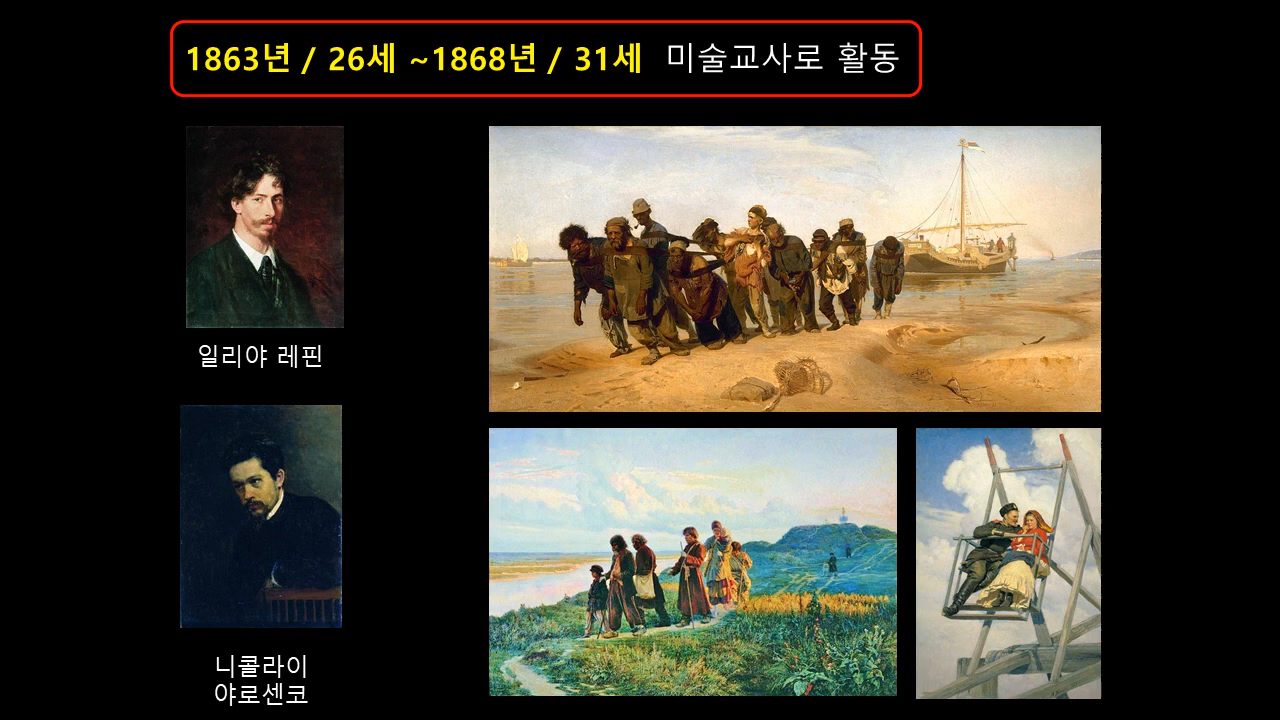 1863년 / 26세 ~1868년 / 31세 미술교사로 활동
일리야 레핀
니콜라이
야로센코